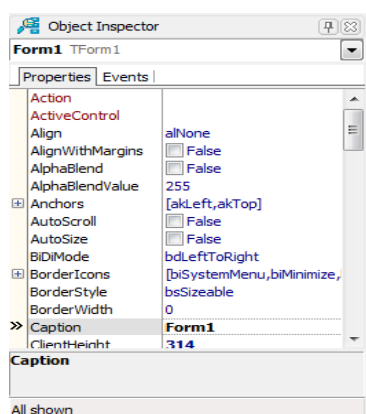 Object Inspector
Form1 TForm1
Properties Events
Action
ActiveControl
Align alNone
AlignWithMargins False
AlphaBlend False
AlphaBlendValue 255
Anchors [akLeft,akTop]
AutoScroll False
AutoSize False
BiDiMode bdLeftToRight
BorderIcons [biSystemMenu,biMinimize,
BorderStyle bsSizeable
BorderWidth 0
» Caption Form1
ClientHeight 314
Caption
All shown